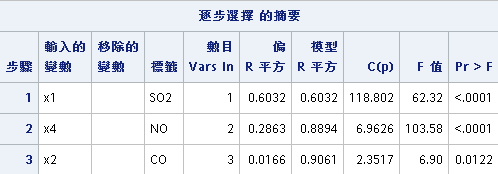 逐步選擇 的摘要
步驟 輸入的變數 移除的變數 標籤 數目 Vars In 偏 R 平方 模型 R 平方 C(p) F 值 Pr > F
1 x1 SO2 1 0.6032 0.6032 118.802 62.32 <.0001
2 x4 NO 2 0.2863 0.8894 6.9626 103.58 <.0001
3 x2 CO 3 0.0166 0.9061 2.3517 6.90 0.0122